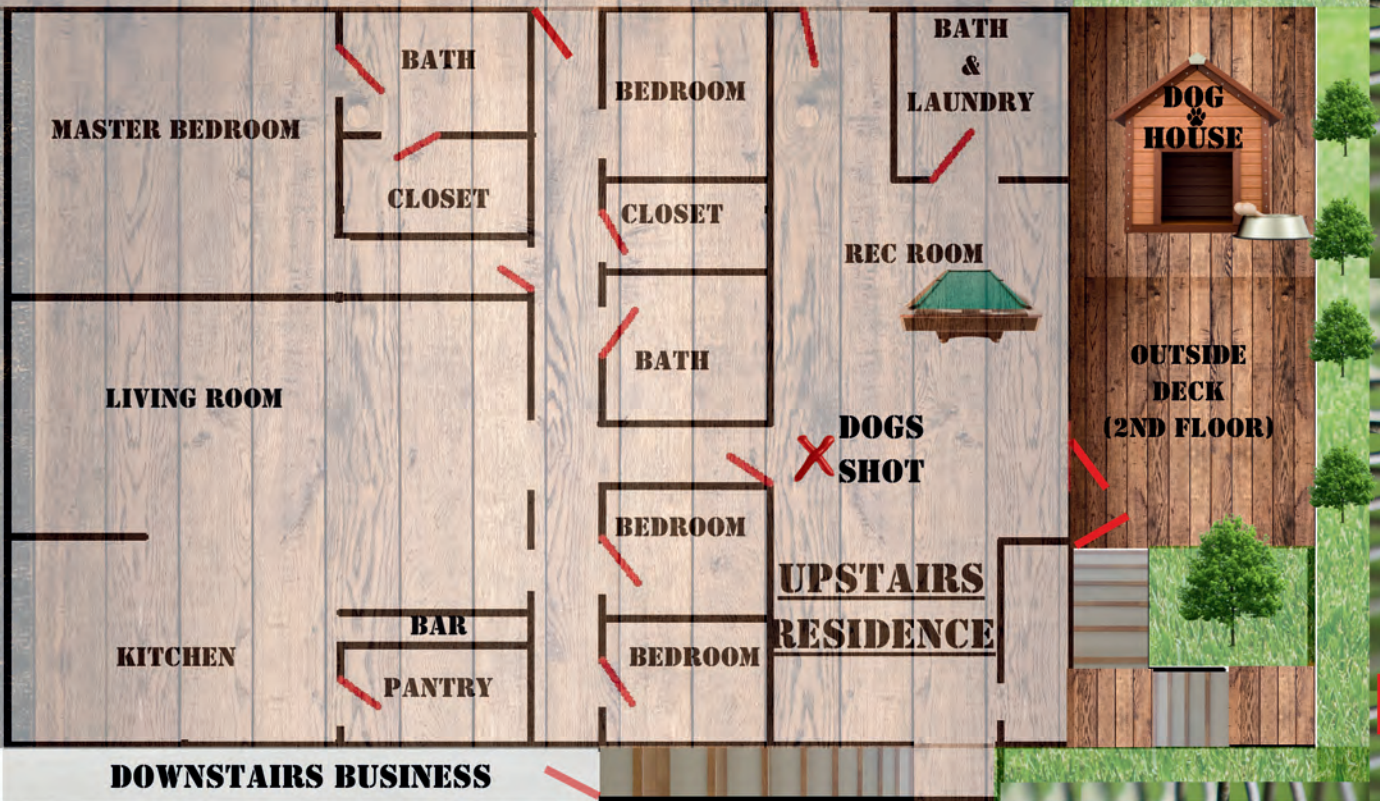 BATH
BATH
&
LAUNDRY
BEDROOM
DOG
HOUSE
MASTER BEDROOM
CLOSET
CLOSET
REC ROOM
BATH
OUTSIDE
DECK
(2ND FLOOR)
LIVING ROOM
DOGS
SHOT
BEDROOM
UPSTAIRS
RESIDENCE
BAR
KITCHEN
BEDROOM
PANTRY
DOWNSTAIRS BUSINESS